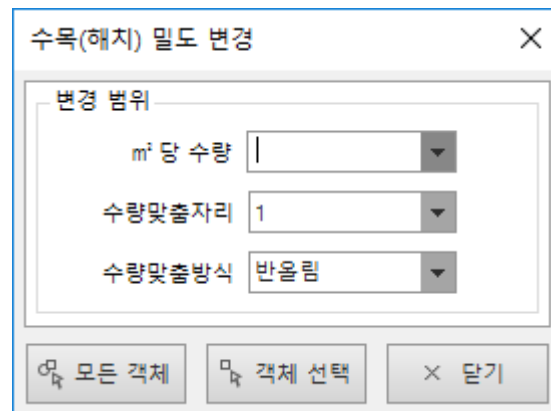 수목(해치) 밀도 변경
변경 범위
㎡ 당 수량
수량맞춤자리 1
수량맞춤방식 반올림
모든 객체 객체 선택 닫기